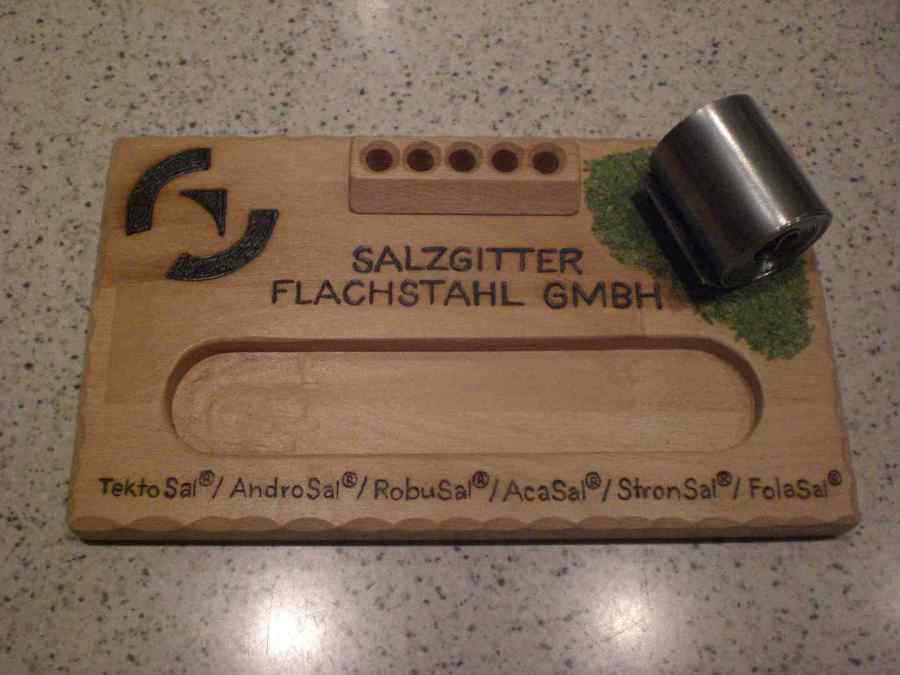 SALZGITTER
FLACHSTAHL GMBH
TektoSal®/ AndroSal®/ RobuSal®/ AcaSal®/ StronSal®/ FolaSal®